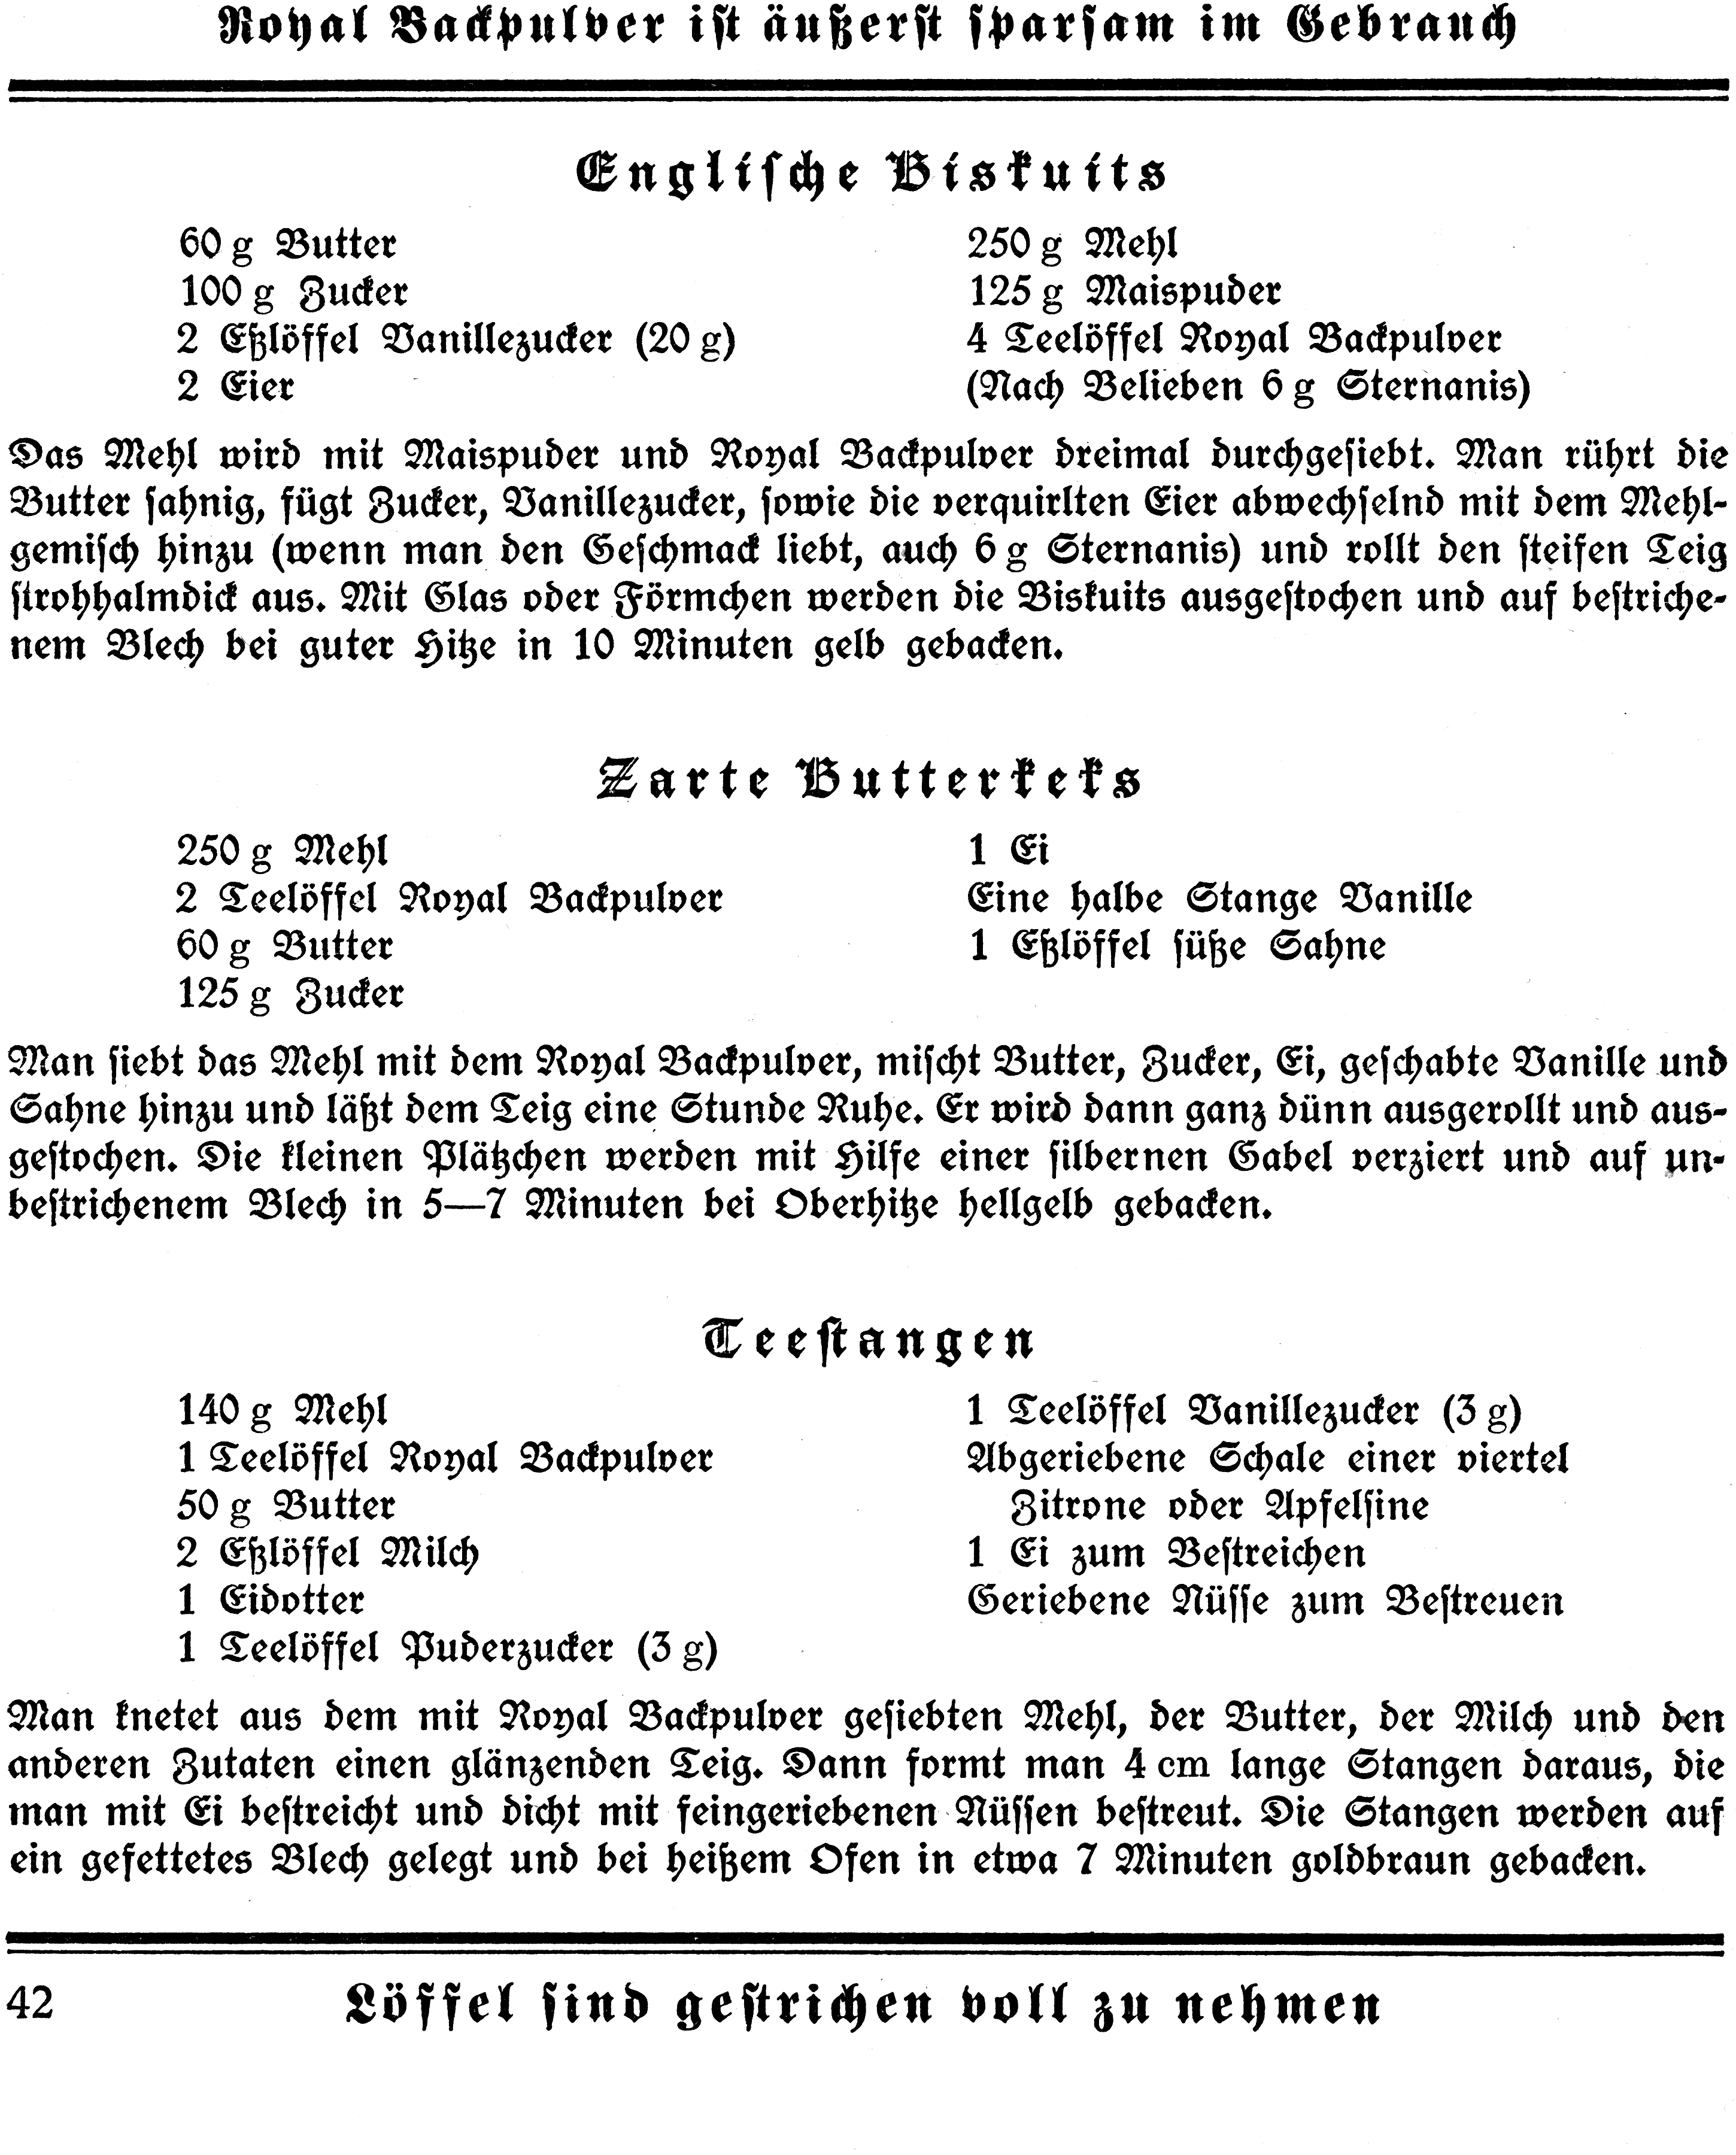 Royal Backpulver ist äußerst sparsam im Gebrauch
Englische Biskuits
60 g Butter
100 g Zucker
2 Eßlöffel Vanillezucker (20 g)
2 Eier
250 g Mehl
125 g Maispuder
4 Teelöffel Royal Backpulver
(Nach Belieben 6 g Sternanis)
Das Mehl wird mit Maispuder und Royal Backpulver dreimal durchgesiebt. Man rührt die
Butter sahnig, fügt Zucker, Vanillezucker, sowie die verquirlten Eier abwechselnd mit dem Mehl-
gemisch hinzu (wenn man den Geschmack liebt, auch 6 g Sternanis) und rollt den steifen Teig
strohhalmdick aus. Mit Glas oder Förmchen werden die Biskuits ausgestochen und auf bestriche-
nem Blech bei guter Hitze in 10 Minuten gelb gebacken.
Zarte Butterkeks
250 g Mehl
2 Teelöffel Royal Backpulver
60 g Butter
125 g Zucker
1 Ei
Eine halbe Stange Vanille
1 Eßlöffel süße Sahne
Man siebt das Mehl mit dem Royal Backpulver, mischt Butter, Zucker, Ei, geschabte Vanille und
Sahne hinzu und läßt dem Teig eine Stunde Ruhe. Er wird dann ganz dünn ausgerollt und aus-
gestochen. Die kleinen Plätzchen werden mit Hilfe einer silbernen Gabel verziert und auf un-
bestrichenem Blech in 5—7 Minuten bei Oberhitze hellgelb gebacken.
Teestangen
140 g Mehl
1 Teelöffel Royal Backpulver
50 g Butter
2 Eßlöffel Milch
1 Eidotter
1 Teelöffel Puderzucker (3 g)
1 Teelöffel Vanillezucker (3 g)
Abgeriebene Schale einer viertel
Zitrone oder Apfelsine
1 Ei zum Bestreichen
Geriebene Nüsse zum Bestreuen
Man knetet aus dem mit Royal Backpulver gesiebten Mehl, der Butter, der Milch und den
anderen Zutaten einen glänzenden Teig. Dann formt man 4 cm lange Stangen daraus, die
man mit Ei bestreicht und dicht mit feingeriebenen Nüssen bestreut. Die Stangen werden auf
ein gefettetes Blech gelegt und bei heißem Ofen in etwa 7 Minuten goldbraun gebacken.
42
Löffel sind gestrichen voll zu nehmen